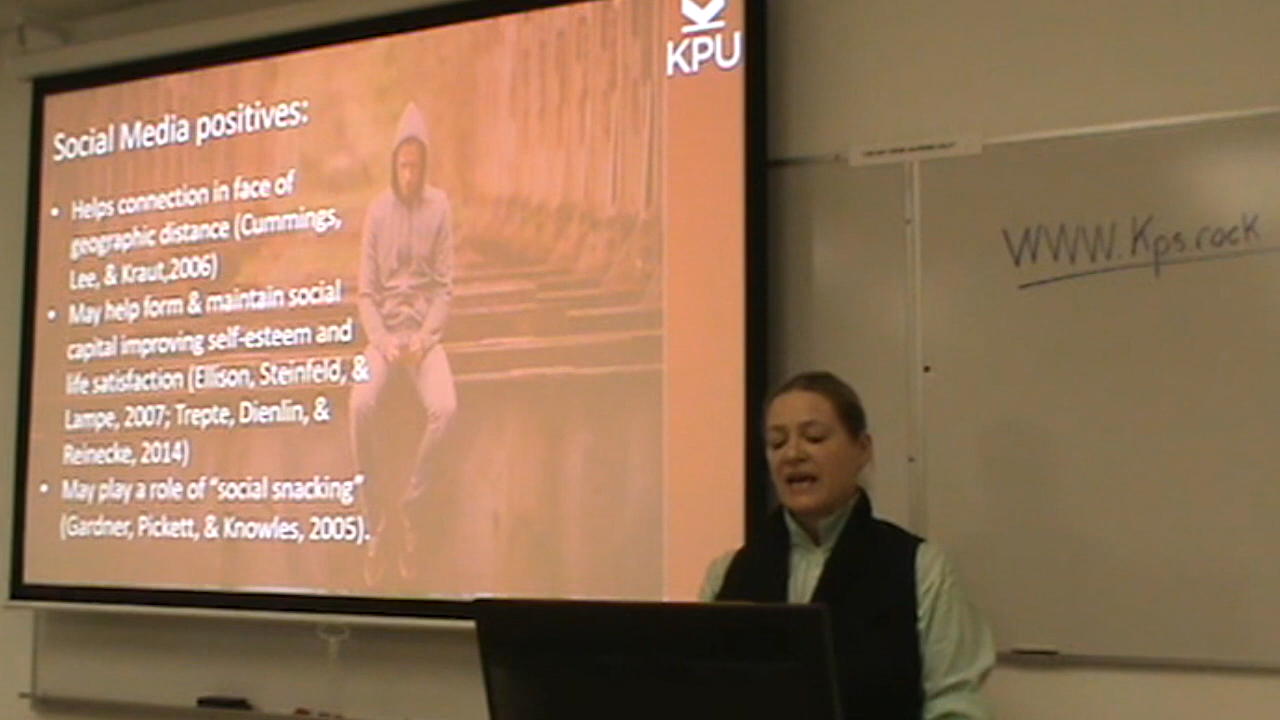 KPU
Social Media positives:
• Helps connection in face of
geographic distance (Cummings,
Lee, & Kraut,2006)
• May help form & maintain social
capital improving self-esteem and
life satisfaction (Ellison, Steinfeld, &
Lampe, 2007; Trepte, Dienlin, &
Reinecke, 2014)
• May play a role of “social snacking”
(Gardner, Pickett, & Knowles, 2005).
WWW.Kps.rock